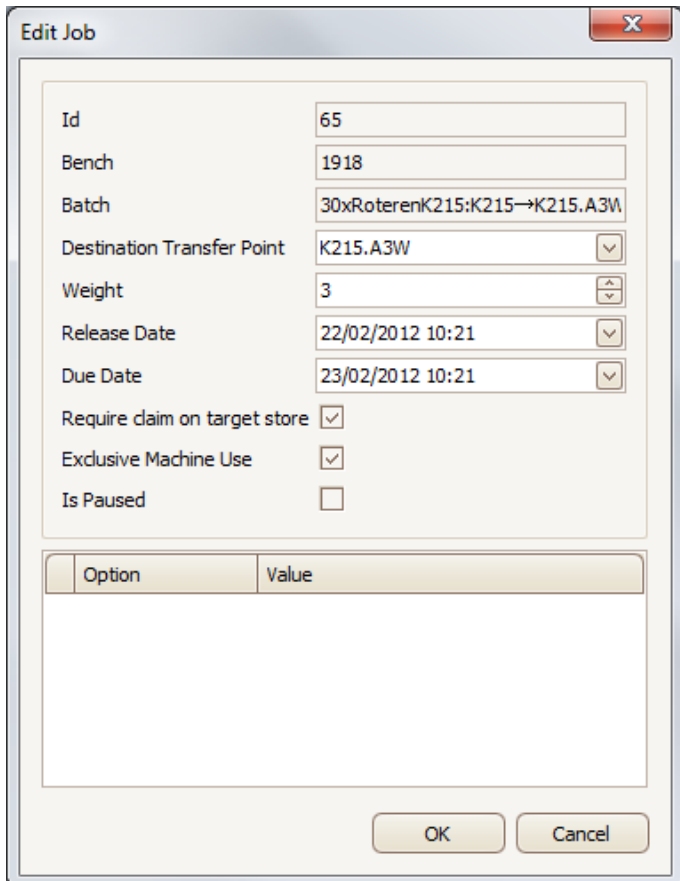 Edit Job
Id 65
Bench 1918
Batch 30xRoterenK215:K215→K215.A3W
Destination Transfer Point K215.A3W
Weight 3
Release Date 22/02/2012 10:21
Due Date 23/02/2012 10:21
Require claim on target store
Exclusive Machine Use
Is Paused
Option Value
OK Cancel